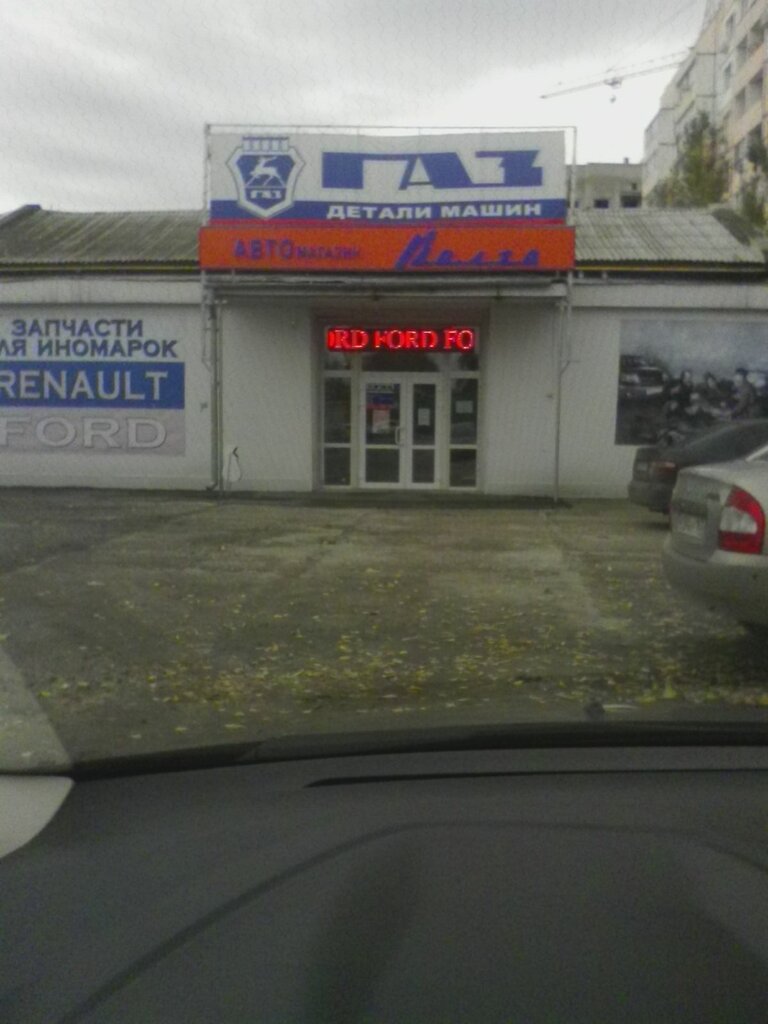 ГАЗ
ГАЗ
ДЕТАЛИ МАШИН
АВТОМАГАЗИН Волга
RD FORD FO
ЗАПЧАСТИ
ЛЯ ИНОМАРОК
RENAULT
FORD